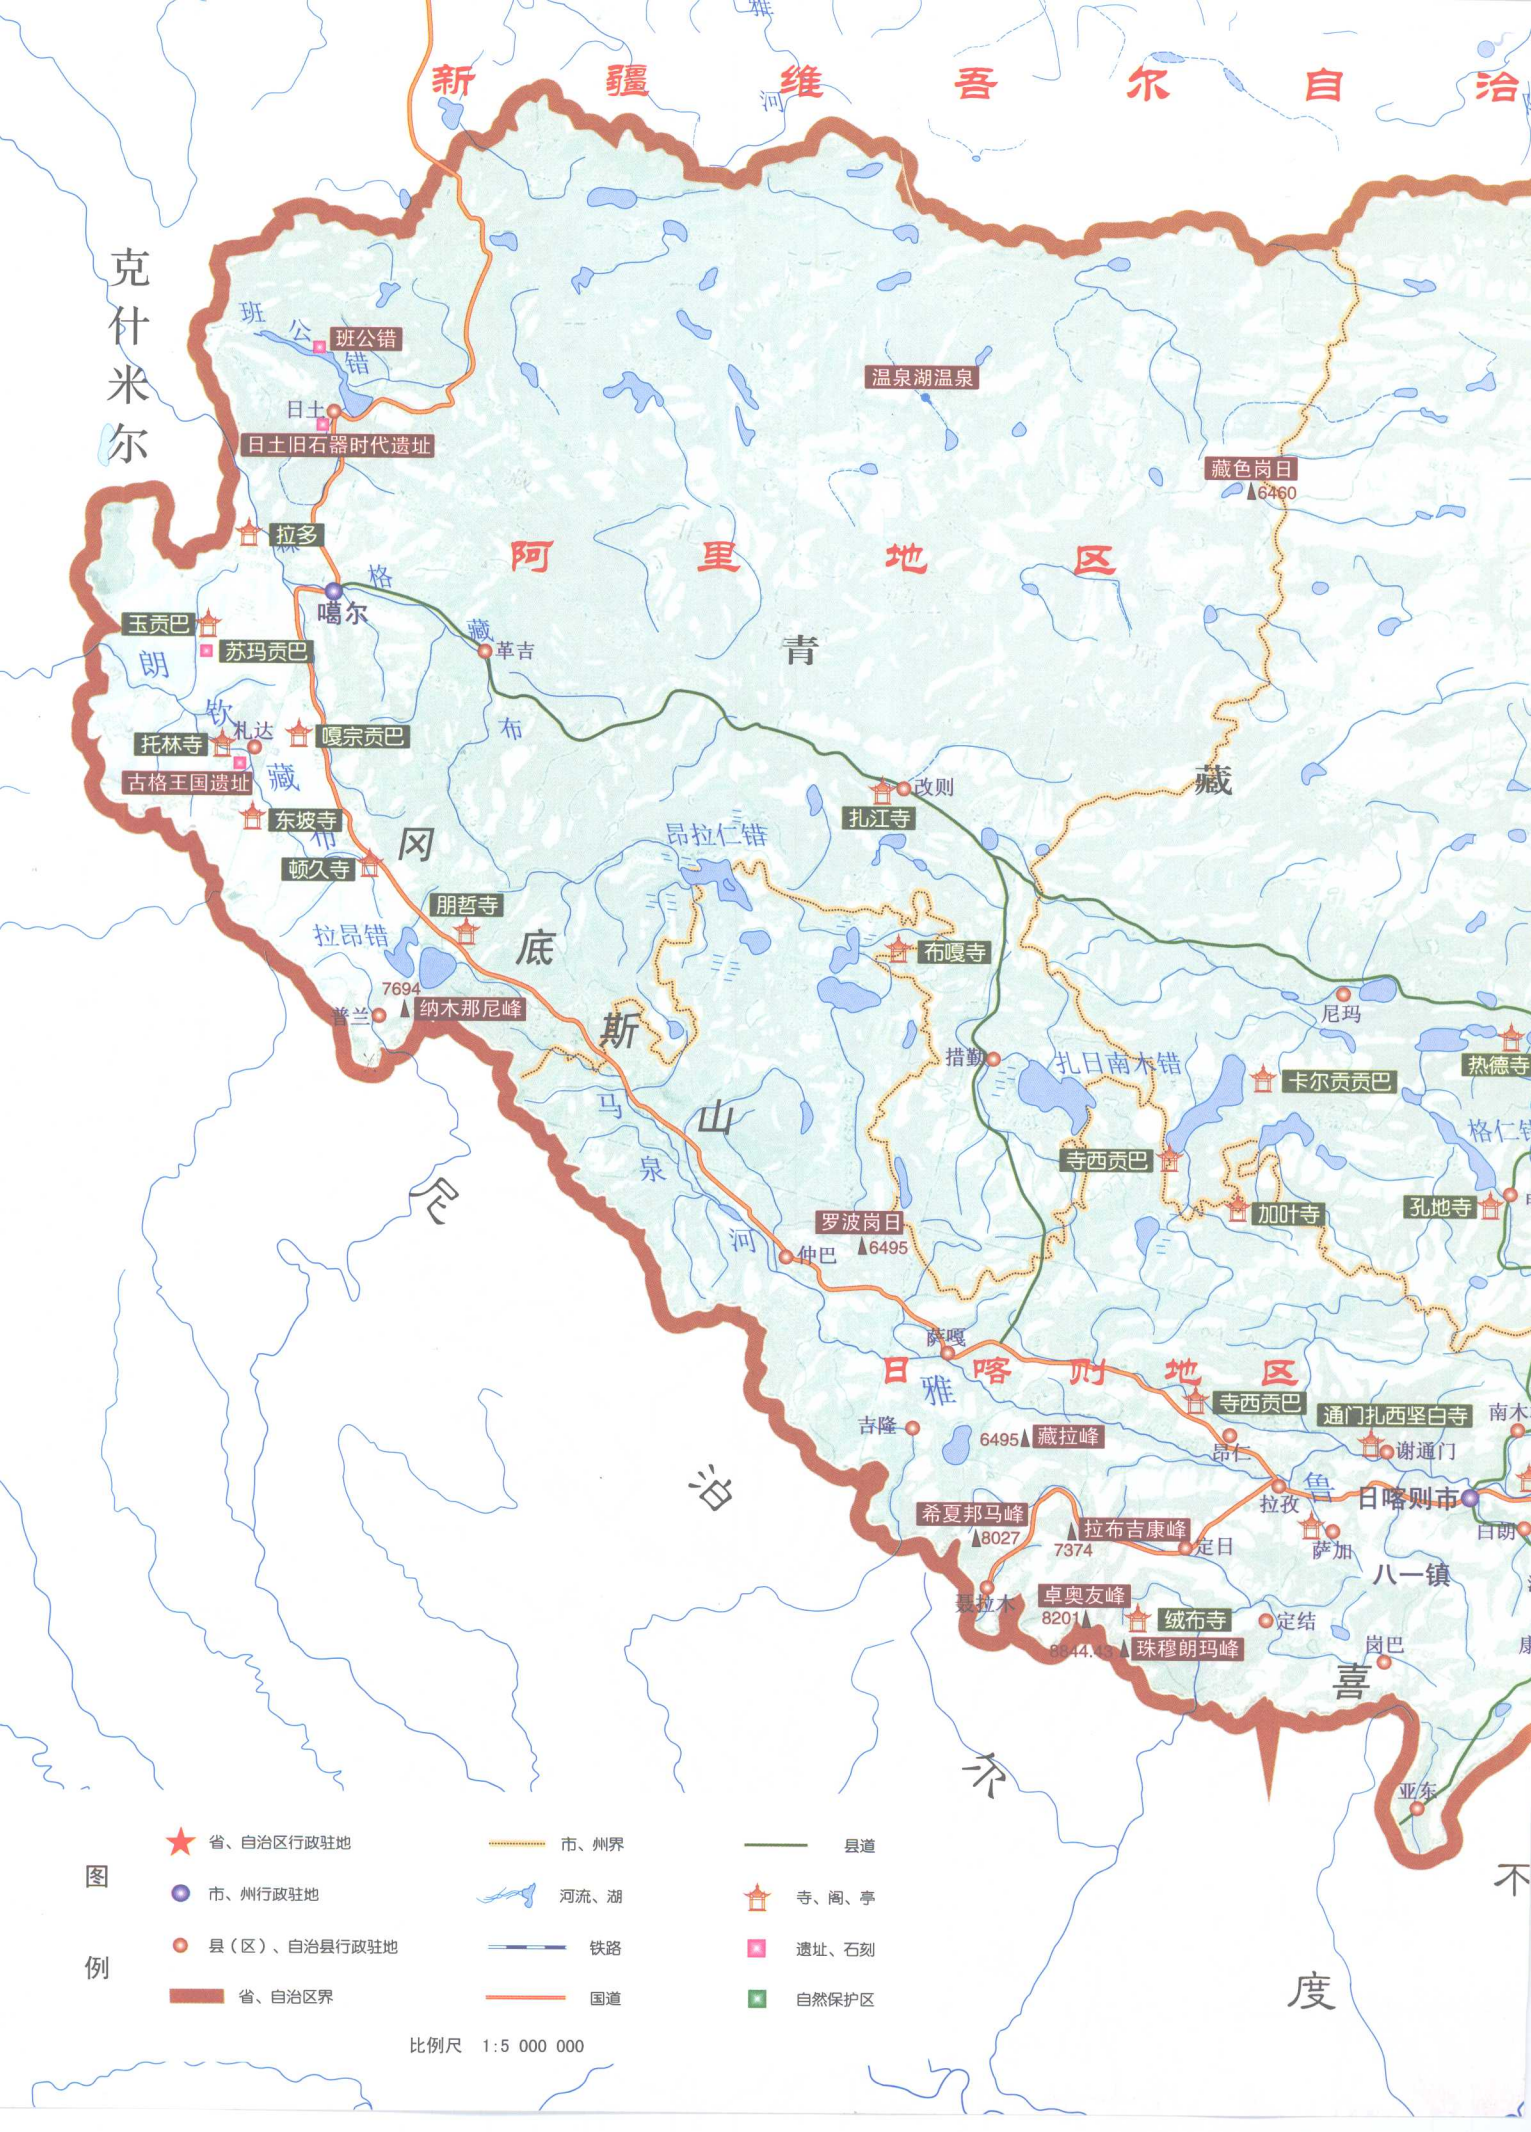 雅
新疆维吾尔自治
河
克什米尔
班公错
班公错
日土
日土旧石器时代遗址
温泉湖温泉
藏色岗日
6460
拉多
阿里地区
格
噶尔
藏
革吉
青
玉贡巴
苏玛贡巴
朗
钦
布
札达
托林寺
嘎宗贡巴
古格王国遗址
藏
改则
藏
扎江寺
东坡寺
布
冈
昂拉仁错
顿久寺
朋哲寺
拉昂错
底
布嘎寺
7694
纳木那尼峰
普兰
斯
尼玛
措勤
扎日南木错
热德寺
卡尔贡贡巴
马
山
格仁错
泉
寺西贡巴
尼
孔地寺
加叶寺
罗波岗日
6495
河
仲巴
萨嘎
日喀则地区
雅
寺西贡巴
通门扎西坚白寺
南木
吉隆
6495
藏拉峰
昂仁
谢通门
泊
拉孜
鲁
日喀则市
希夏邦马峰
8027
拉布吉康峰
7374
定日
萨加
白朗
八一镇
聂拉木
卓奥友峰
8201
绒布寺
定结
8844.43
珠穆朗玛峰
岗巴
康
喜
尔
亚东
不
度
图例
省、自治区行政驻地
市、州行政驻地
县（区）、自治县行政驻地
省、自治区界
市、州界
河流、湖
铁路
国道
县道
寺、阁、亭
遗址、石刻
自然保护区
比例尺 1:5 000 000